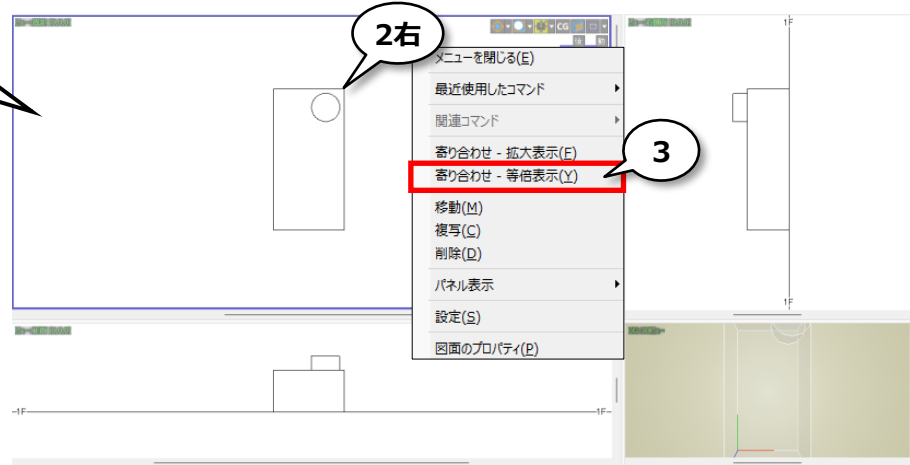 1F
CG
2右
メニューを閉じる(E)
最近使用したコマンド
関連コマンド
寄り合わせ - 拡大表示(F)
3
寄り合わせ - 等倍表示(Y)
移動(M)
複写(C)
削除(D)
パネル表示
設定(S)
図面のプロパティ(P)
1F
1F
1F